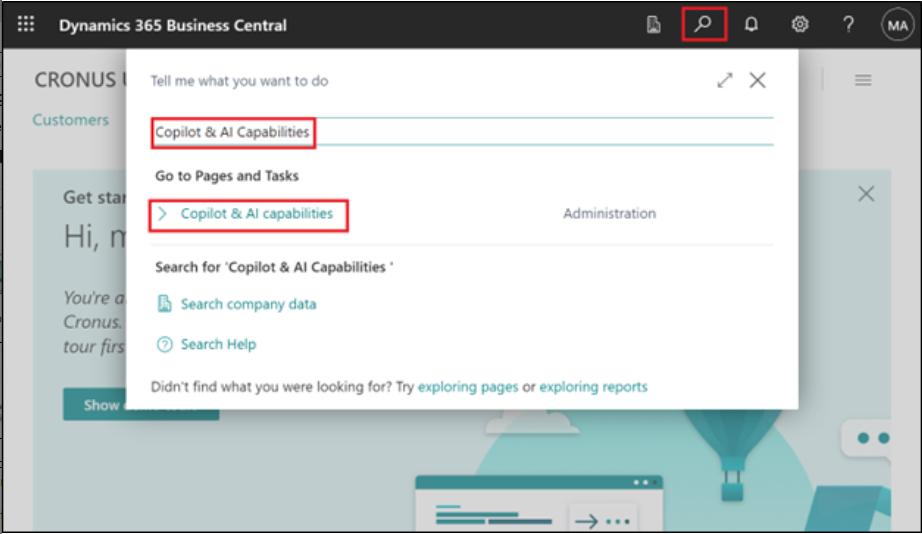 Dynamics 365 Business Central
MA
CRONUS
Tell me what you want to do
Customers
Copilot & AI Capabilities
Go to Pages and Tasks
Copilot & AI capabilities
Administration
Get star
Hi, m
Search for 'Copilot & AI Capabilities '
You're a
Search company data
Cronus.
tour firs
Search Help
Didn't find what you were looking for? Try exploring pages or exploring reports
Show